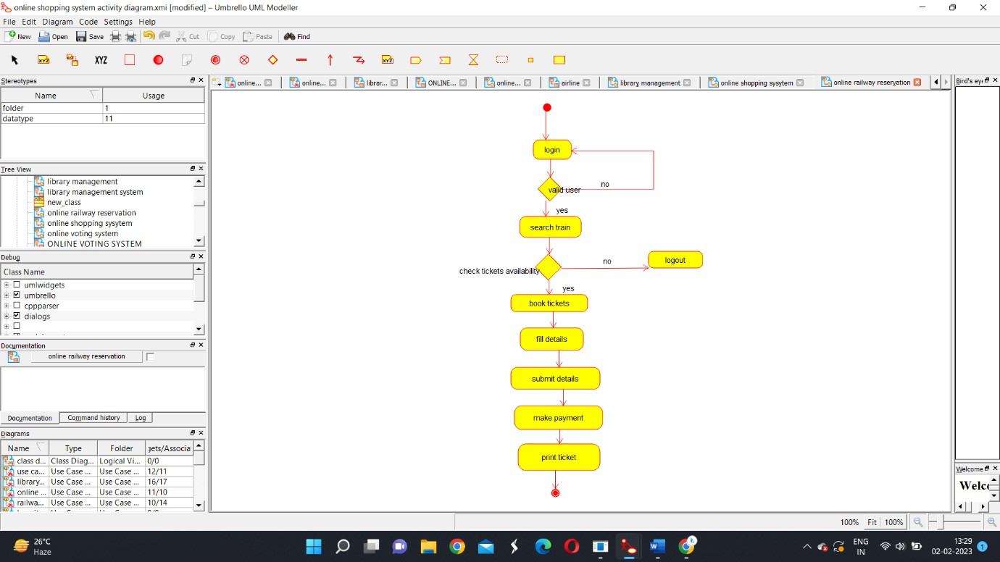 online shopping system activity diagram.xmi [modified] – Umbrello UML Modeller
File Edit Diagram Code Settings Help
New Open Save Cut Copy Paste Find
XYZ XYZ XYZ
Stereotypes
Name Usage
folder 1
datatype 11
Tree View
library management
library management system
new_class
online railway reservation
online shopping sysytem
online voting system
ONLINE VOTING SYSTEM
Debug
Class Name
umlwidgets
umbrello
cppparser
dialogs
Documentation
online railway reservation
Documentation Command history Log
Diagrams
Name Type Folder gets/Associa
class d... Class Diag... Logical Vi... 0/0
use ca... Use Case ... Use Case ... 12/11
library... Use Case ... Use Case ... 16/17
online ... Use Case ... Use Case ... 11/10
railwa... Use Case ... Use Case ... 10/14
online... online... librar... ONLINE... online... airline library management online shopping sysytem online railway reservation
login
no
valid user
yes
search train
no
logout
check tickets availability
yes
book tickets
fill details
submit details
make payment
print ticket
Bird's eye
Welcome
Welco
100% Fit 100%
26°C
Haze
ENG
IN
13:29
02-02-2023
1